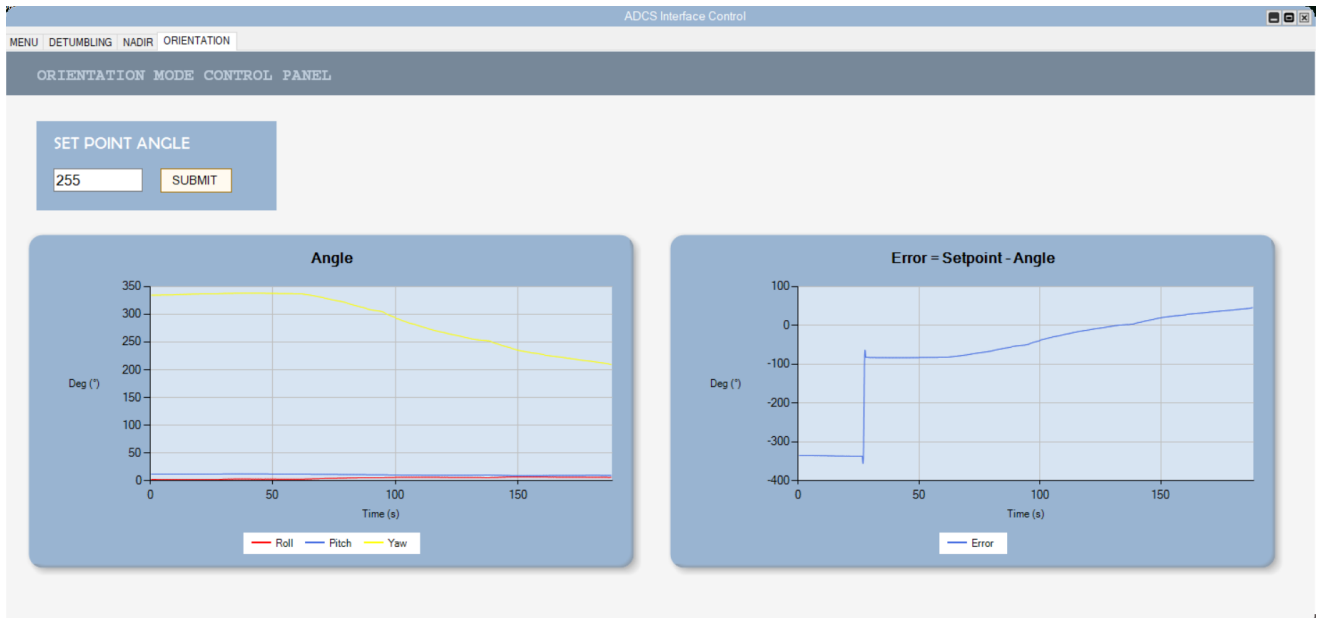 ADCS Interface Control
MENU DETUMBLING NADIR ORIENTATION
ORIENTATION MODE CONTROL PANEL
SET POINT ANGLE
255 SUBMIT
Angle
350
300
250
200
150
100
50
0
Deg (°)
0 50 100 150
Time (s)
Roll Pitch Yaw
Error = Setpoint - Angle
100
0
-100
-200
-300
-400
Deg (°)
0 50 100 150
Time (s)
Error